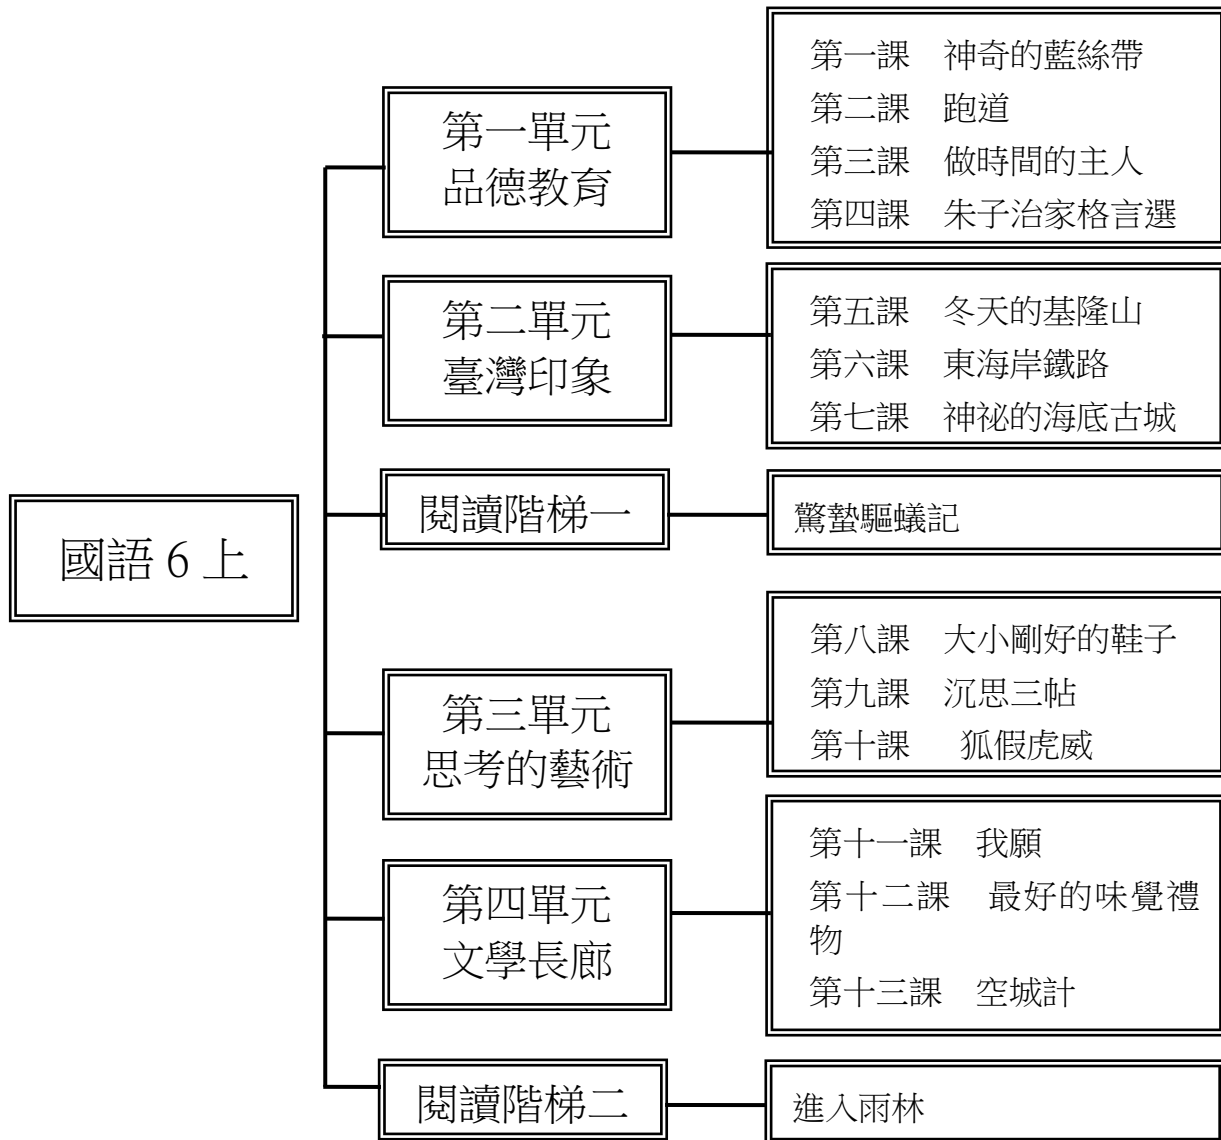 國語 6 上
第一單元
品德教育
第一課 神奇的藍絲帶
第二課 跑道
第三課 做時間的主人
第四課 朱子治家格言選
第二單元
臺灣印象
第五課 冬天的基隆山
第六課 東海岸鐵路
第七課 神祕的海底古城
閱讀階梯一
驚蟄驅蟻記
第三單元
思考的藝術
第八課 大小剛好的鞋子
第九課 沉思三帖
第十課 狐假虎威
第四單元
文學長廊
第十一課 我願
第十二課 最好的味覺禮
物
第十三課 空城計
閱讀階梯二
進入雨林